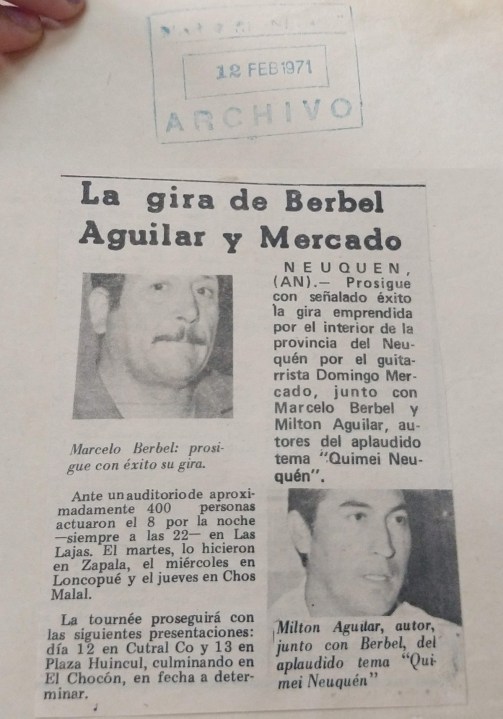 12 FEB 1971
ARCHIVO
La gira de Berbel
Aguilar y Mercado
NEUQUEN,
(AN).— Prosigue
con señalado éxito
la gira emprendida
por el interior de la
provincia del Neu-
quén por el guita-
rrista Domingo Mer-
cado, junto con
Marcelo Berbel y
Milton Aguilar, au-
tores del aplaudido
tema "Quimei Neu-
quén".
Marcelo Berbel: prosi-
gue con éxito su gira.
Ante un auditorio de aproxi-
madamente 400 personas
actuaron el 8 por la noche
—siempre a las 22— en Las
Lajas. El martes, lo hicieron
en Zapala, el miércoles en
Loncopué y el jueves en Chos
Malal.
La tournée proseguirá con
las siguientes presentaciones:
día 12 en Cutral Co y 13 en
Plaza Huincul, culminando en
El Chocón, en fecha a deter-
minar.
Milton Aguilar, autor,
junto con Berbel, del
aplaudido tema "Qui-
mei Neuquén"